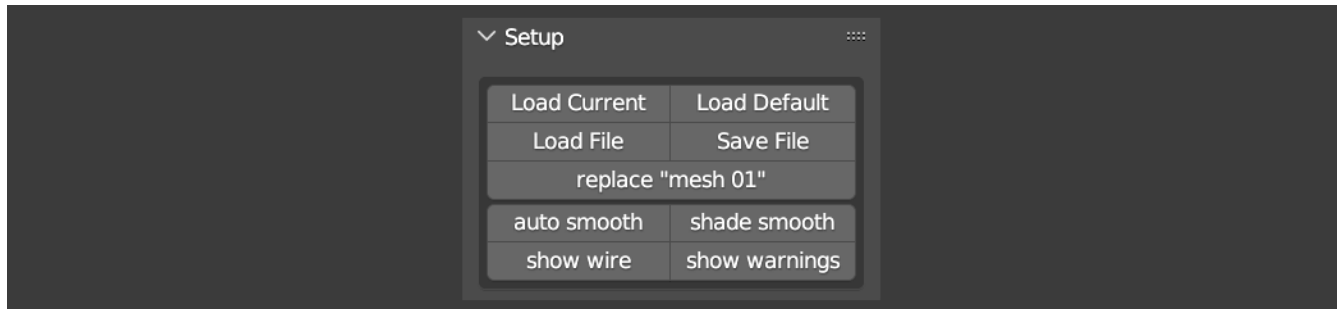 Setup
Load Current Load Default
Load File Save File
replace "mesh 01"
auto smooth shade smooth
show wire show warnings